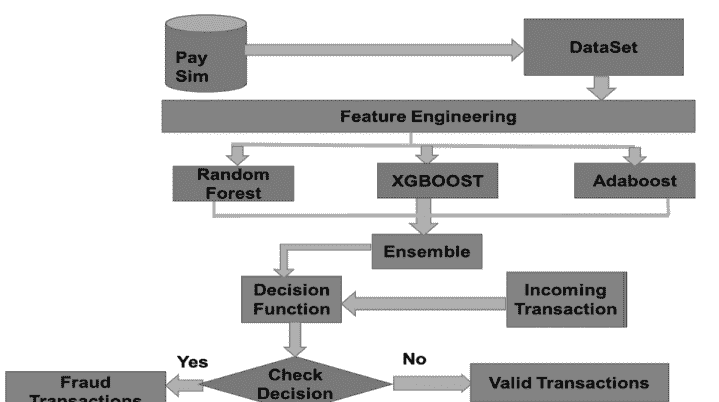 Pay
Sim
DataSet
Feature Engineering
Random
Forest
XGBOOST
Adaboost
Ensemble
Decision
Function
Incoming
Transaction
Yes
No
Check
Decision
Fraud
Transactions
Valid Transactions